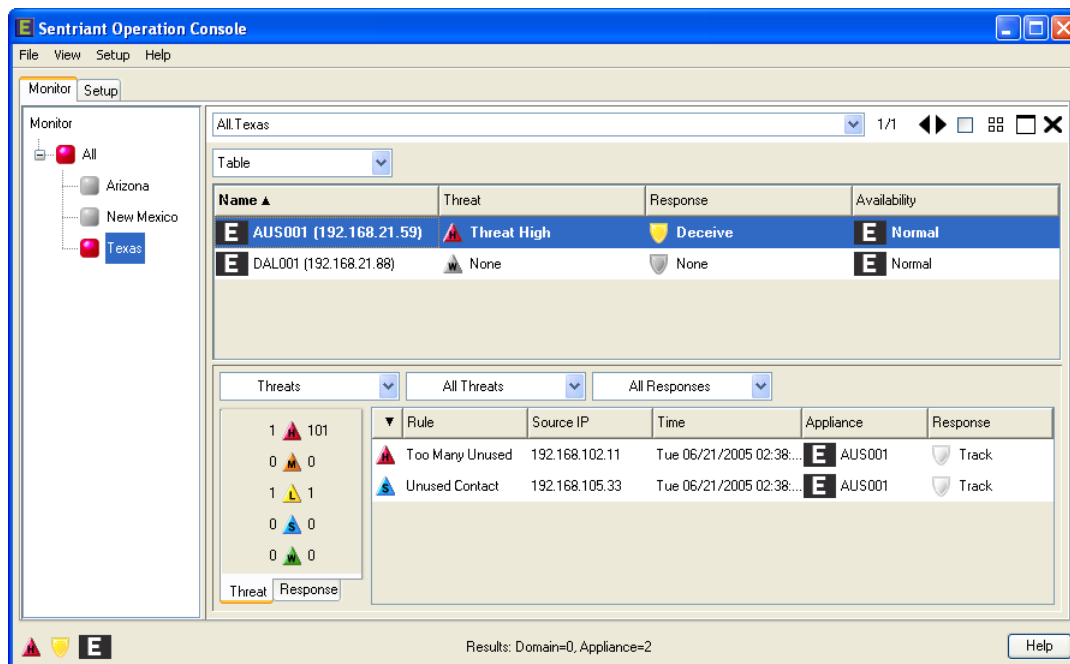 E Sentriant Operation Console
File View Setup Help
Monitor Setup
Monitor
All
Arizona
New Mexico
Texas
All.Texas 1/1
Table
Name Threat Response Availability
E AUS001 (192.168.21.59) H Threat High Deceive E Normal
E DAL001 (192.168.21.88) W None None E Normal
Threats All Threats All Responses
1 H 101
0 M 0
1 L 1
0 S 0
0 W 0
Threat Response
Rule Source IP Time Appliance Response
H Too Many Unused 192.168.102.11 Tue 06/21/2005 02:38:... E AUS001 Track
S Unused Contact 192.168.105.33 Tue 06/21/2005 02:38:... E AUS001 Track
H E Results: Domain=0, Appliance=2 Help